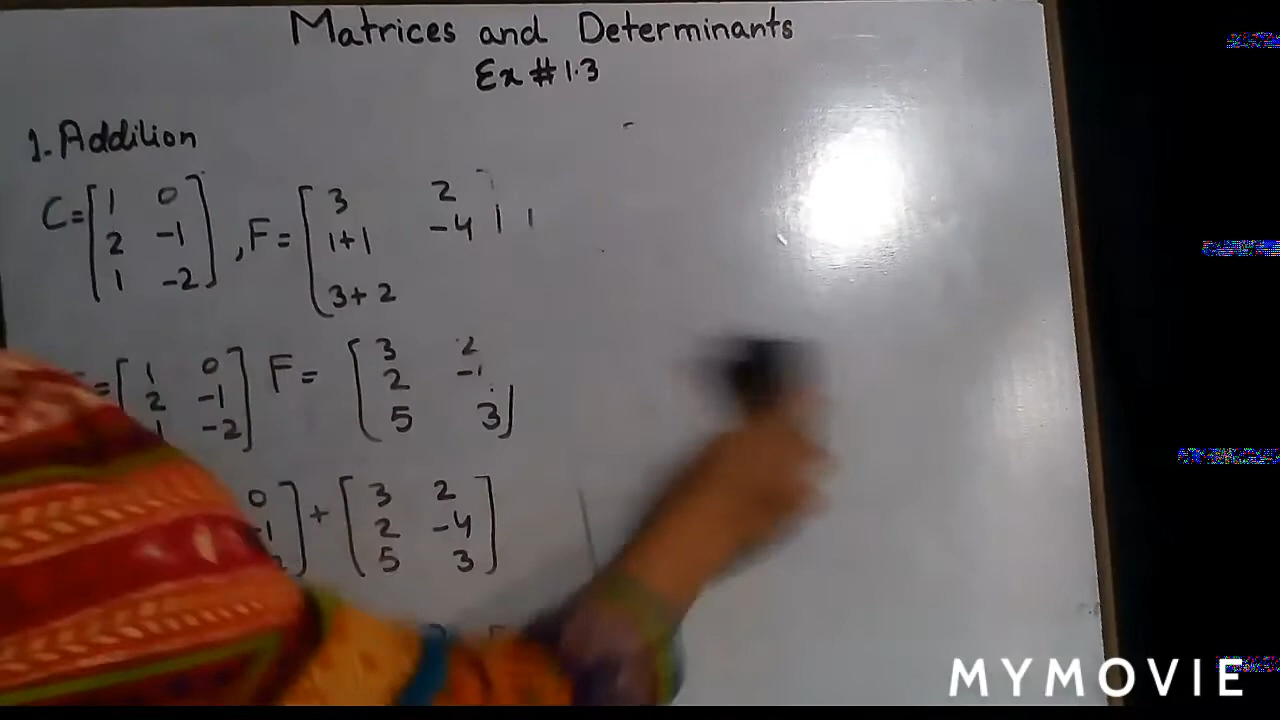 Matrices and Determinants
Ex # 1.3
1. Addition
C = [1 0
2 -1
1 -2] , F = [3 2
1+1 -4
3+2
= [1 0
2 -1
1 -2] F = [3 2
2
5 3]
0
-1
] + [3 2
2 -4
5 3]
MYMOVIE